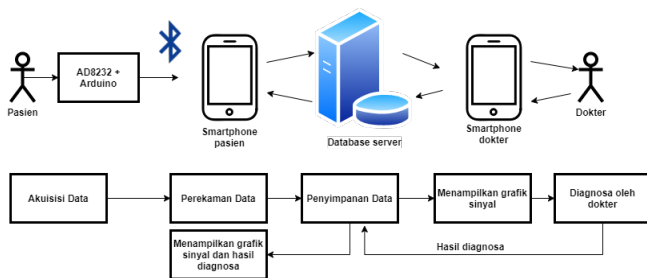 AD8232 +
Arduino
Pasien
Smartphone
pasien
Database server
Smartphone
dokter
Dokter
Akuisisi Data
Perekaman Data
Penyimpanan Data
Menampilkan grafik
sinyal
Diagnosa oleh
dokter
Menampilkan grafik
sinyal dan hasil
diagnosa
Hasil diagnosa